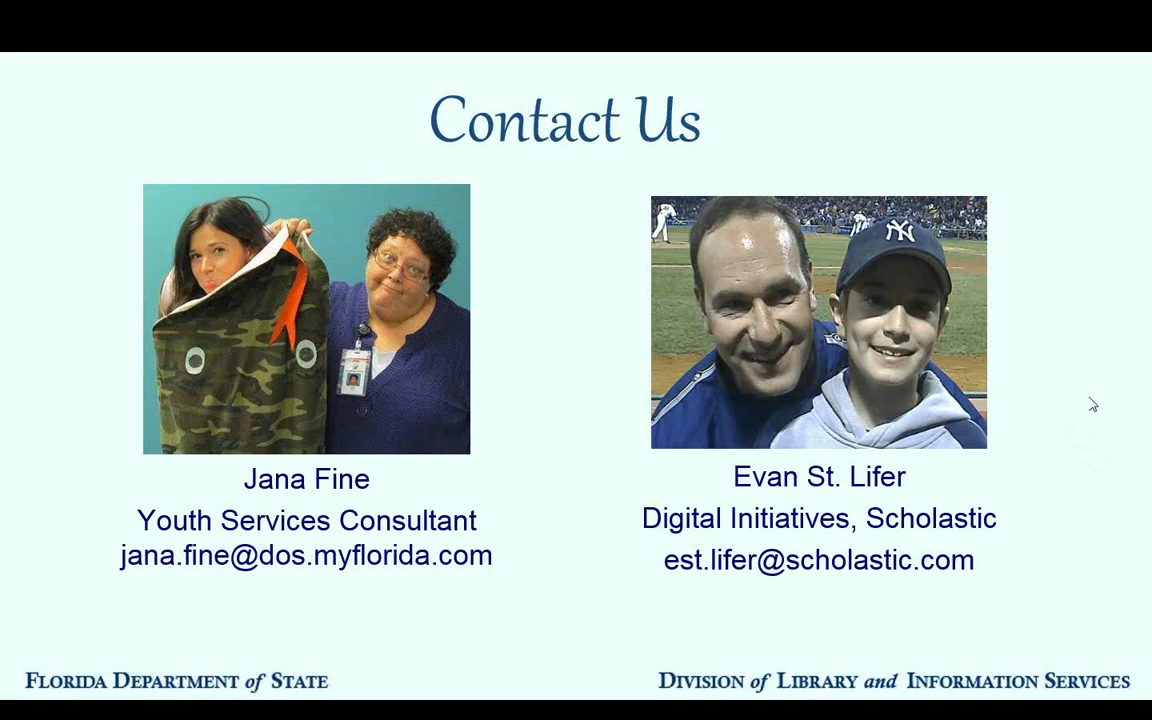 Contact Us
Jana Fine
Youth Services Consultant
jana.fine@dos.myflorida.com
Evan St. Lifer
Digital Initiatives, Scholastic
est.lifer@scholastic.com
NY
FLORIDA DEPARTMENT of STATE
DIVISION of LIBRARY and INFORMATION SERVICES